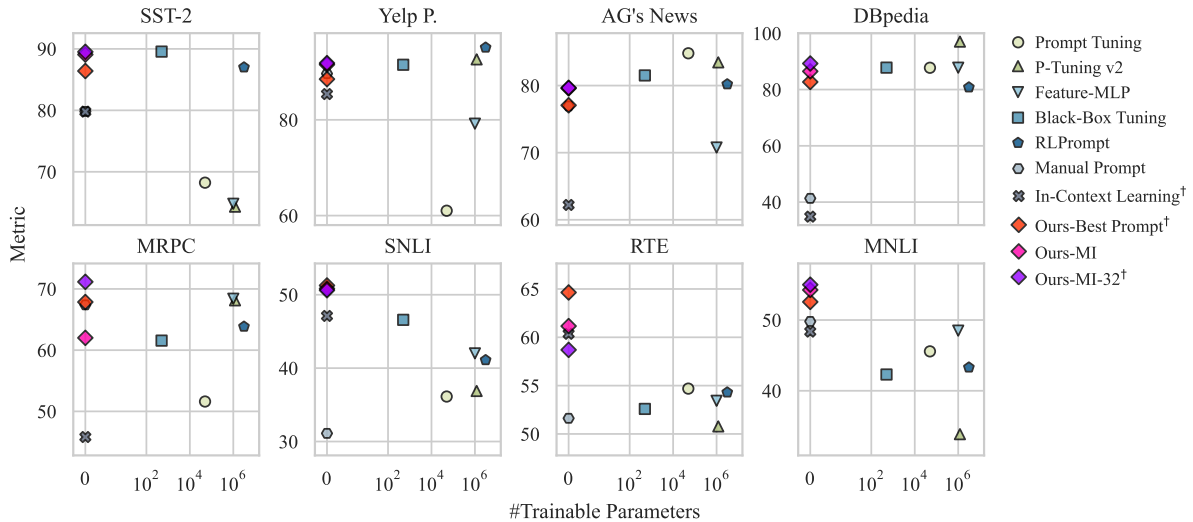 SST-2
Yelp P.
AG's News
DBpedia
90
80
70
80
60
80
70
60
100
80
60
40
Metric
MRPC
SNLI
RTE
MNLI
70
60
50
50
40
30
65
60
55
50
50
40
0 10² 10⁴ 10⁶
0 10² 10⁴ 10⁶
0 10² 10⁴ 10⁶
0 10² 10⁴ 10⁶
#Trainable Parameters
Prompt Tuning
P-Tuning v2
Feature-MLP
Black-Box Tuning
RLPrompt
Manual Prompt
In-Context Learning†
Ours-Best Prompt†
Ours-MI
Ours-MI-32†